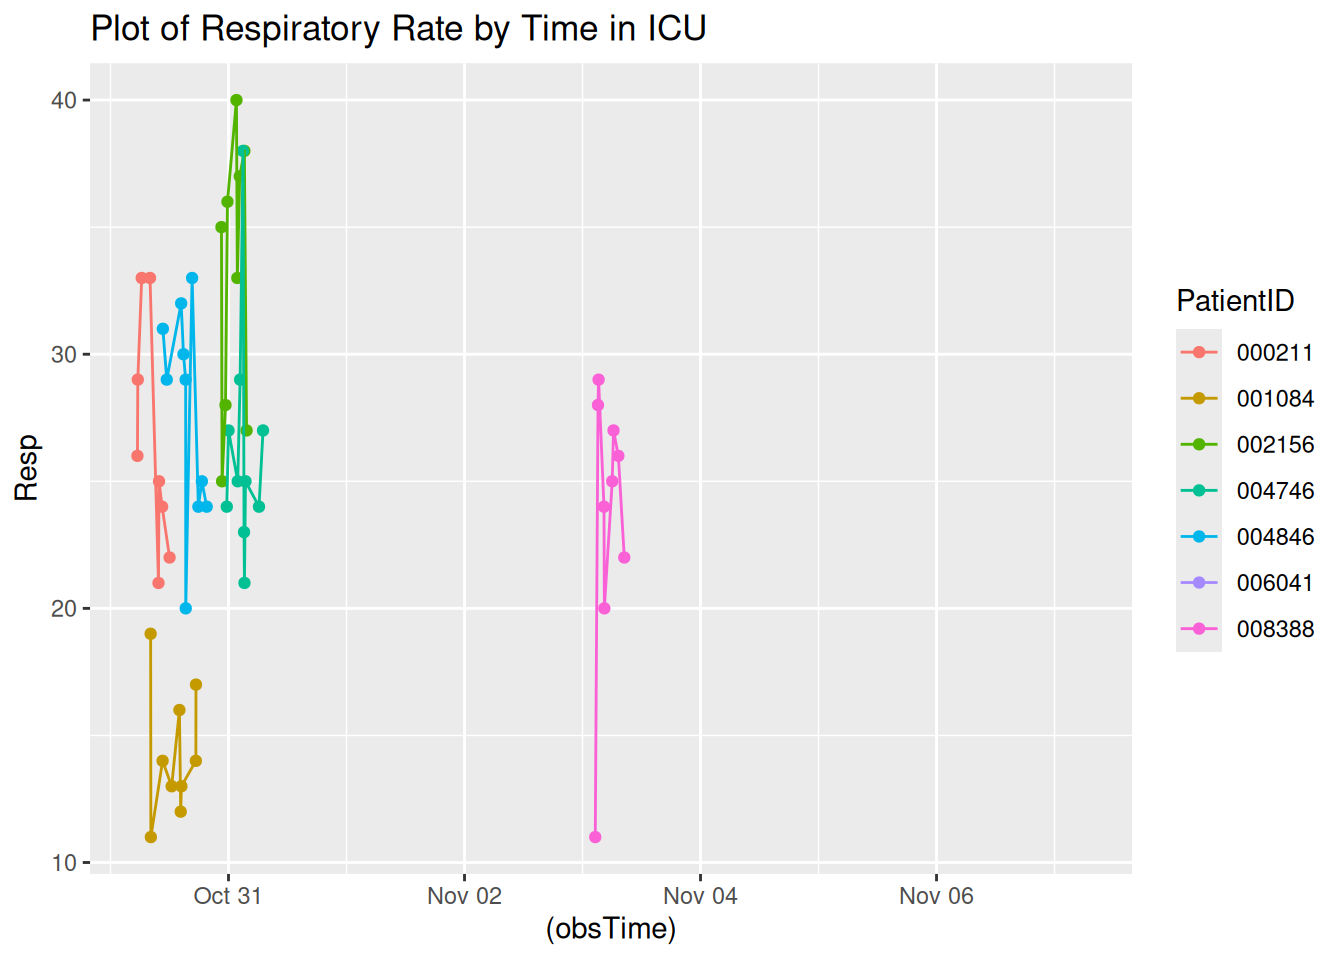 Plot of Respiratory Rate by Time in ICU
Resp
40
30
20
10
Oct 31
Nov 02
Nov 04
Nov 06
(obsTime)
PatientID
000211
001084
002156
004746
004846
006041
008388